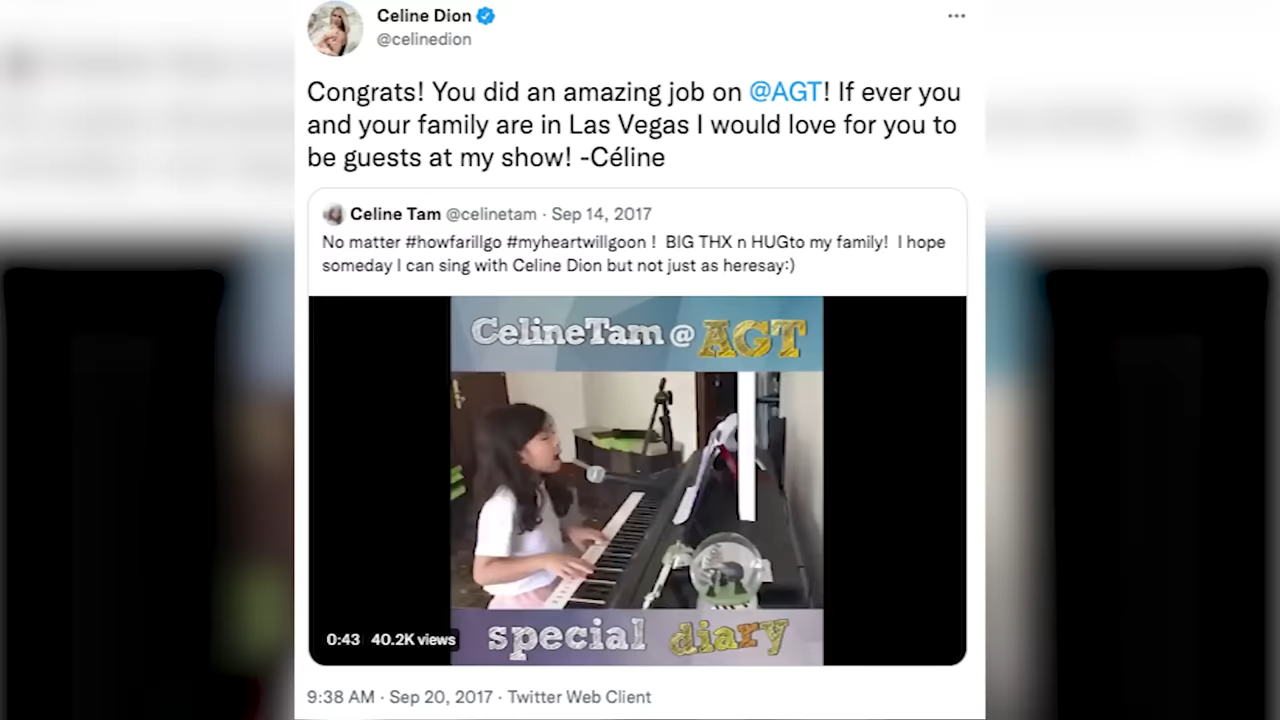 Celine Dion
@celinedion
Congrats! You did an amazing job on @AGT! If ever you
and your family are in Las Vegas I would love for you to
be guests at my show! -Céline
Celine Tam @celinetam · Sep 14, 2017
No matter #howfarillgo #myheartwillgoon ! BIG THX n HUGto my family! I hope
someday I can sing with Celine Dion but not just as heresay:)
CelineTam @ AGT
special diary
0:43 40.2K views
9:38 AM · Sep 20, 2017 · Twitter Web Client